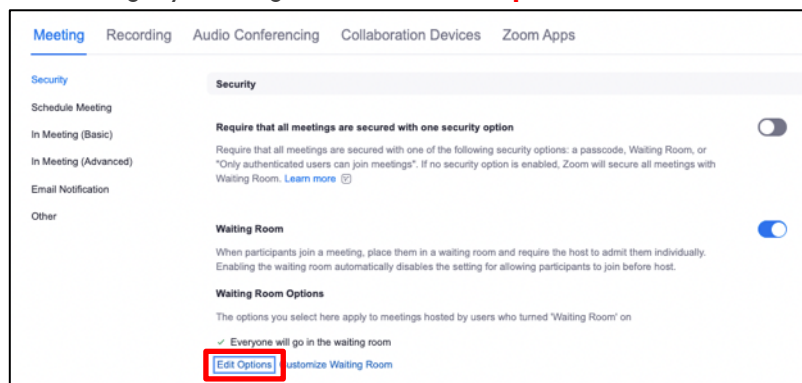 Meeting Recording Audio Conferencing Collaboration Devices Zoom Apps
Security
Schedule Meeting
In Meeting (Basic)
In Meeting (Advanced)
Email Notification
Other
Security
Require that all meetings are secured with one security option
Require that all meetings are secured with one of the following security options: a passcode, Waiting Room, or
"Only authenticated users can join meetings". If no security option is enabled, Zoom will secure all meetings with
Waiting Room. Learn more
Waiting Room
When participants join a meeting, place them in a waiting room and require the host to admit them individually.
Enabling the waiting room automatically disables the setting for allowing participants to join before host.
Waiting Room Options
The options you select here apply to meetings hosted by users who turned 'Waiting Room' on
✓ Everyone will go in the waiting room
Edit Options Customize Waiting Room